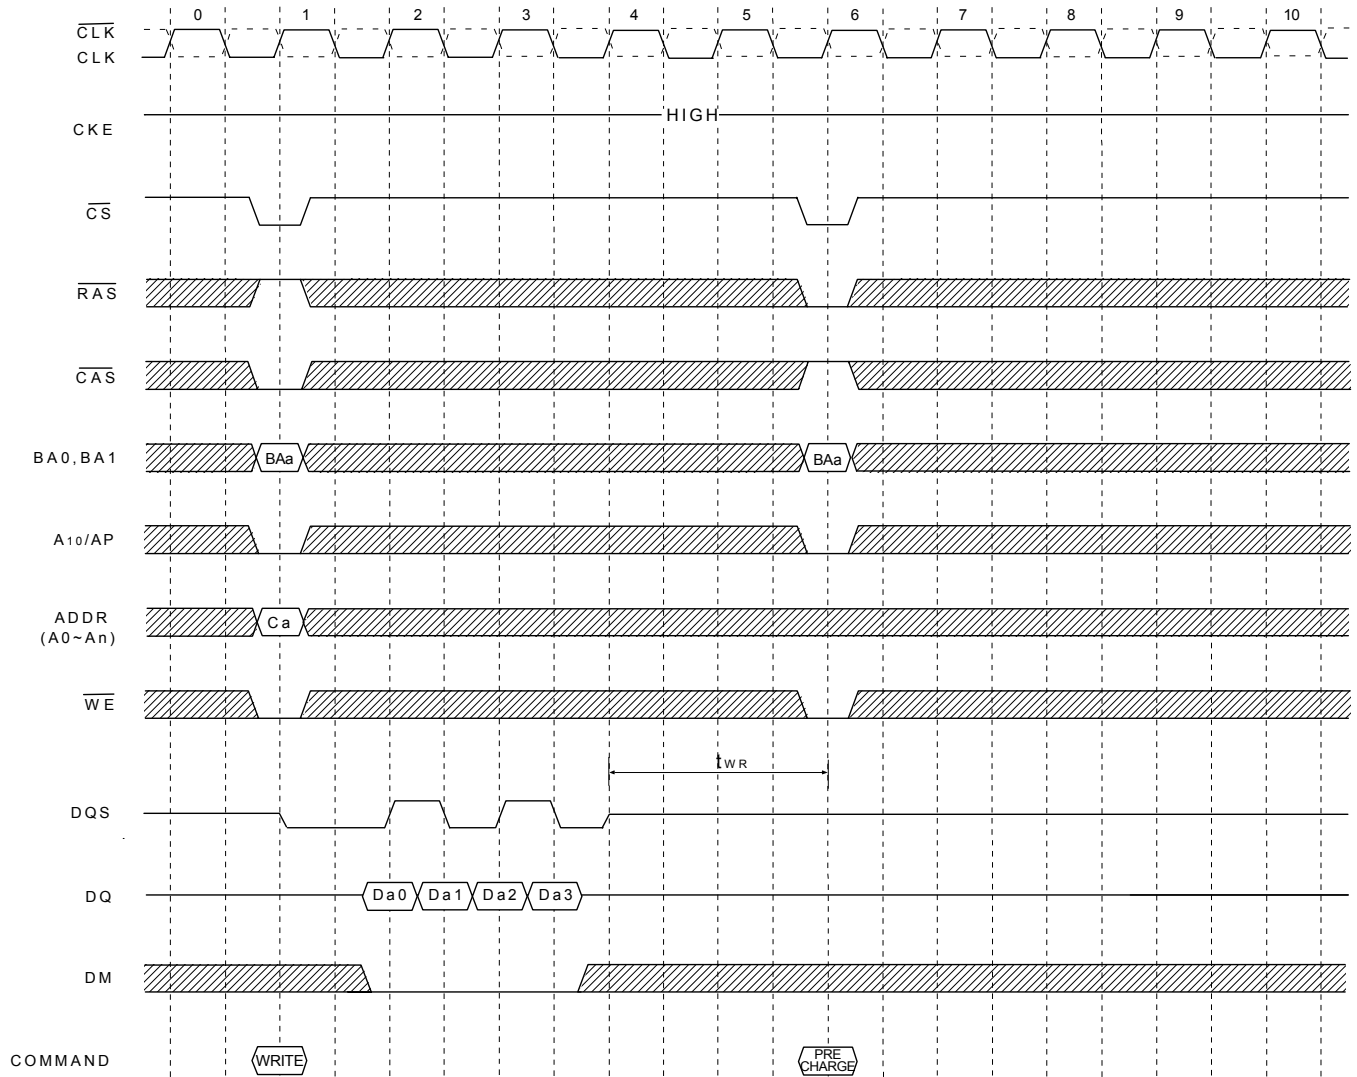 0 1 2 3 4 5 6 7 8 9 10
CLK
CLK
CKE
HIGH
CS
RAS
CAS
BA0,BA1 BAa BAa
A10/AP
ADDR
(A0~An)
Ca
WE
tWR
DQS
DQ Da0 Da1 Da2 Da3
DM
COMMAND WRITE PRE
CHARGE